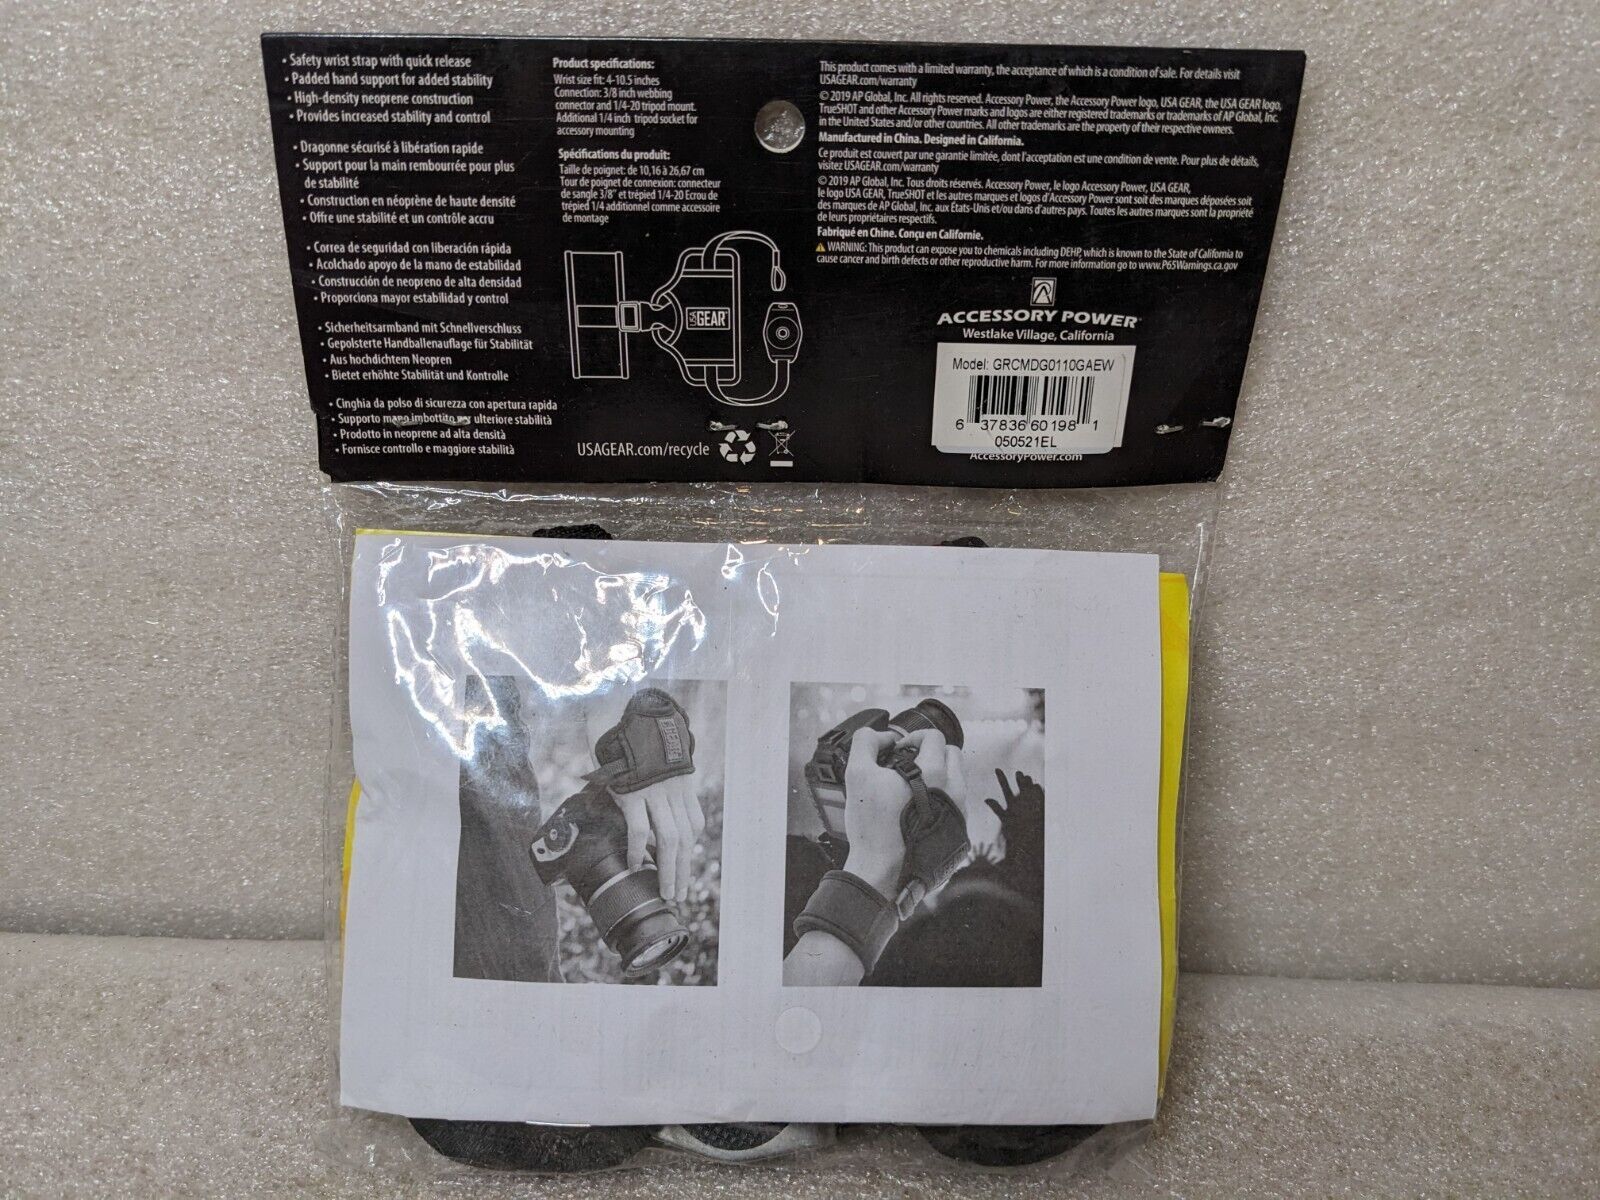 • Safety wrist strap with quick release
• Padded hand support for added stability
• High-density neoprene construction
• Provides increased stability and control
• Dragonne sécurisé à libération rapide
• Support pour la main rembourrée pour plus
de stabilité
• Construction en néoprène de haute densité
• Offre une stabilité et un contrôle accru
• Correa de seguridad con liberación rápida
• Acolchado apoyo de la mano de estabilidad
• Construcción de neopreno de alta densidad
• Proporciona mayor estabilidad y control
• Sicherheitsarmband mit Schnellverschluss
• Gepolsterte Handballenauflage für Stabilität
• Aus hochdichtem Neopren
• Bietet erhöhte Stabilität und Kontrolle
• Cinghia da polso di sicurezza con apertura rapida
• Supporto mano imbottito per ulteriore stabilità
• Prodotto in neoprene ad alta densità
• Fornisce controllo e maggiore stabilità
Product specifications:
Wrist size fit: 4-10.5 inches
Connection: 3/8 inch webbing
connector and 1/4-20 tripod mount.
Additional 1/4 inch tripod socket for
accessory mounting
Spécifications du produit:
Taille de poignet: de 10,16 à 26,67 cm
Tour de poignet de connexion: connecteur
de sangle 3/8" et trépied 1/4-20 Ecrou de
trépied 1/4 additionnel comme accessoire
de montage
USA GEAR
USAGEAR.com/recycle
This product comes with a limited warranty, the acceptance of which is a condition of sale. For details visit
USAGEAR.com/warranty
© 2019 AP Global, Inc. All rights reserved. Accessory Power, the Accessory Power logo, USA GEAR, the USA GEAR logo,
TrueSHOT and other Accessory Power marks and logos are either registered trademarks or trademarks of AP Global, Inc.
in the United States and/or other countries. All other trademarks are the property of their respective owners.
Manufactured in China. Designed in California.
Ce produit est couvert par une garantie limitée, dont l'acceptation est une condition de vente. Pour plus de détails,
visitez USAGEAR.com/warranty
© 2019 AP Global, Inc. Tous droits réservés. Accessory Power, le logo Accessory Power, USA GEAR,
le logo USA GEAR, TrueSHOT et les autres marques et logos d'Accessory Power sont soit des marques déposées soit
des marques de AP Global, Inc. aux États-Unis et/ou dans d'autres pays. Toutes les autres marques sont la propriété
de leurs propriétaires respectifs.
Fabriqué en Chine. Conçu en Californie.
⚠ WARNING: This product can expose you to chemicals including DEHP, which is known to the State of California to
cause cancer and birth defects or other reproductive harm. For more information go to www.P65Warnings.ca.gov
ACCESSORY POWER
Westlake Village, California
Model: GRCMDG0110GAEW
6 37836 60198 1
050521EL
AccessoryPower.com